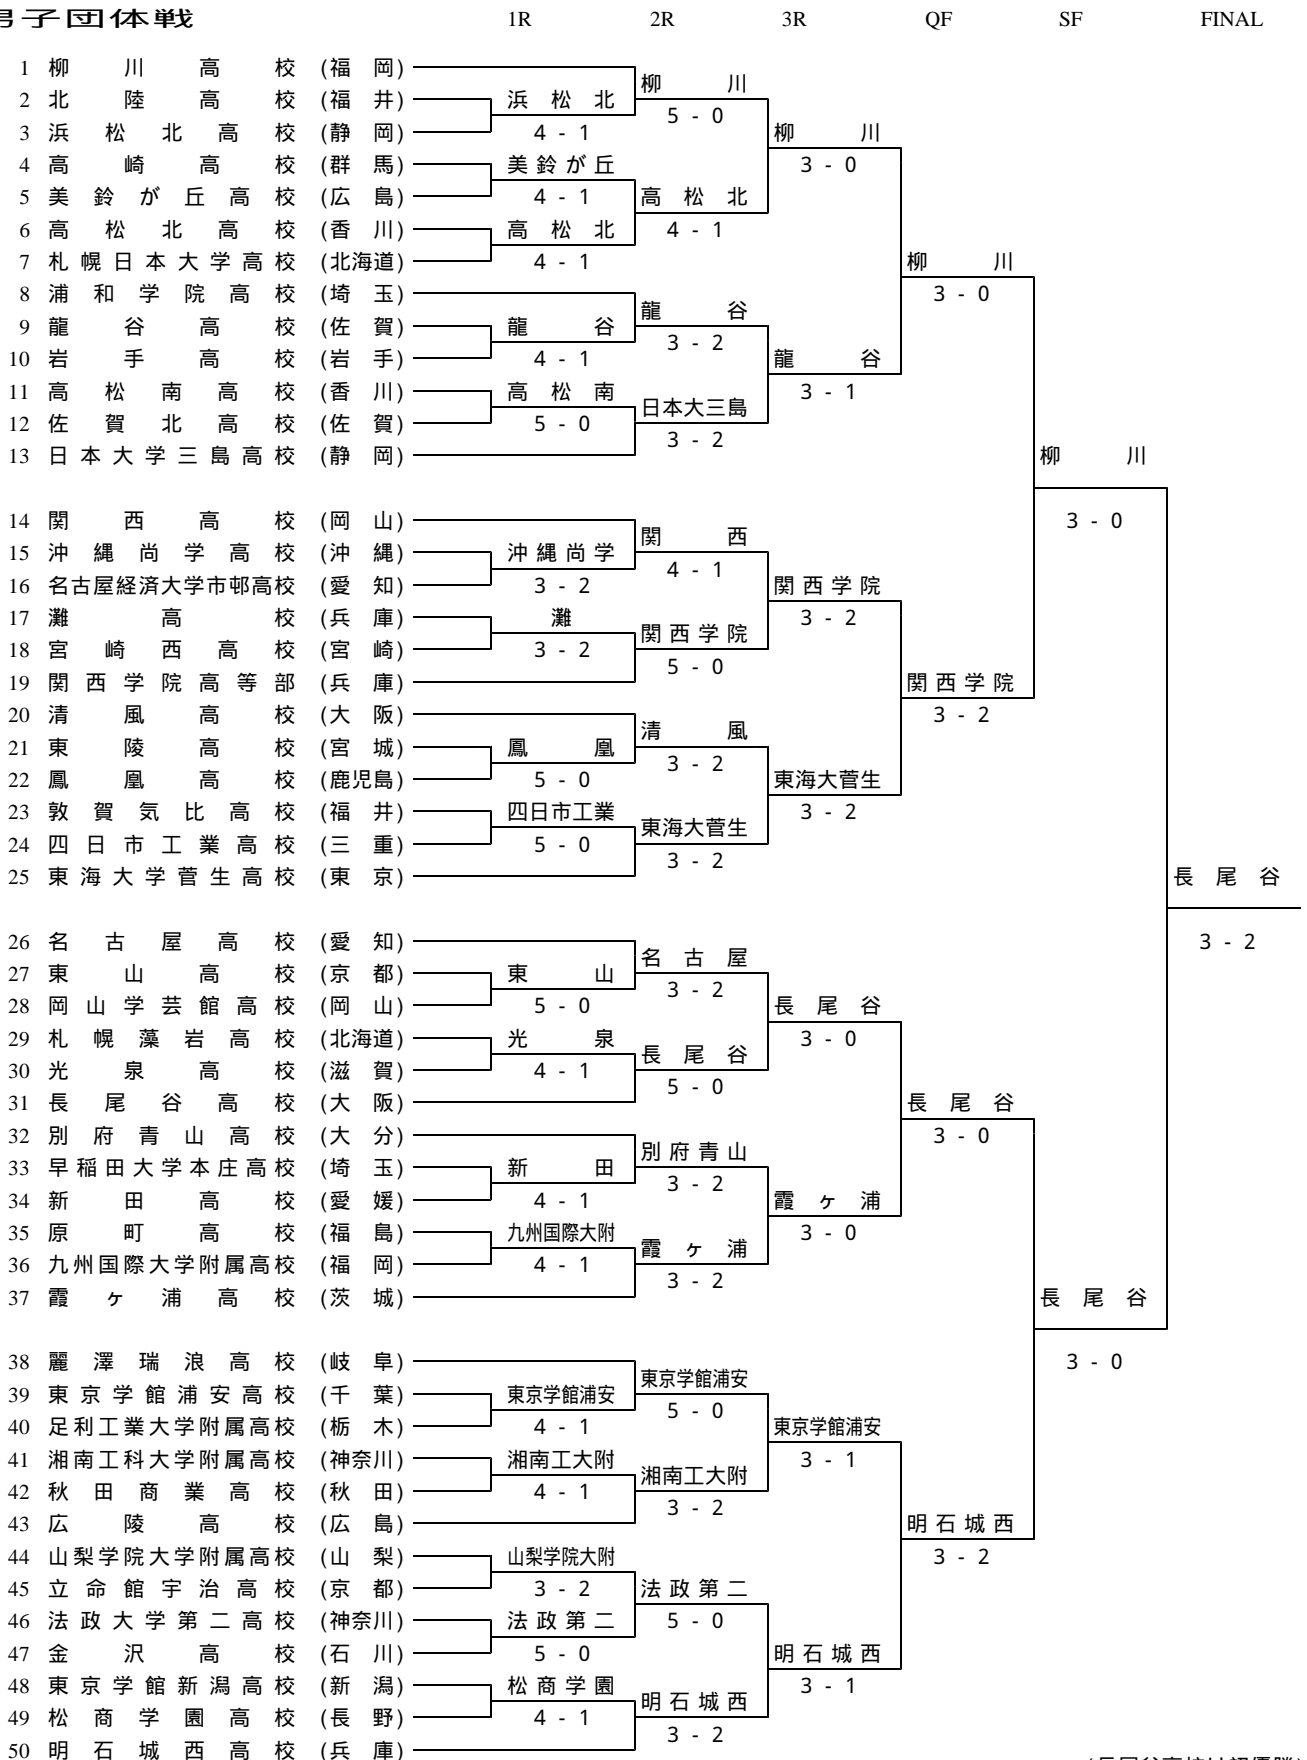 男子団体戦 1R 2R 3R QF SF FINAL
1 柳川高校 (福岡)
柳川
2 北陸高校 (福井) 浜松北
5 - 0
3 浜松北高校 (静岡) 4 - 1 柳川
4 高崎高校 (群馬) 美鈴が丘 3 - 0
5 美鈴が丘高校 (広島) 4 - 1 高松北
6 高松北高校 (香川) 高松北 4 - 1
7 札幌日本大学高校 (北海道) 4 - 1 柳川
8 浦和学院高校 (埼玉) 3 - 0
龍谷
9 龍谷高校 (佐賀) 龍谷
3 - 2
10 岩手高校 (岩手) 4 - 1 龍谷
11 高松南高校 (香川) 高松南 3 - 1
日本大三島
12 佐賀北高校 (佐賀) 5 - 0
3 - 2
13 日本大学三島高校 (静岡) 柳川
14 関西高校 (岡山) 3 - 0
関西
15 沖縄尚学高校 (沖縄) 沖縄尚学
4 - 1
16 名古屋経済大学市邨高校 (愛知) 3 - 2 関西学院
17 灘高校 (兵庫) 灘 3 - 2
関西学院
18 宮崎西高校 (宮崎) 3 - 2
5 - 0
19 関西学院高等部 (兵庫) 関西学院
20 清風高校 (大阪) 3 - 2
清風
21 東陵高校 (宮城) 鳳凰
3 - 2
22 鳳凰高校 (鹿児島) 5 - 0 東海大菅生
23 敦賀気比高校 (福井) 四日市工業 3 - 2
東海大菅生
24 四日市工業高校 (三重) 5 - 0
3 - 2
25 東海大学菅生高校 (東京) 長尾谷
26 名古屋高校 (愛知) 3 - 2
名古屋
27 東山高校 (京都) 東山
3 - 2
28 岡山学芸館高校 (岡山) 5 - 0 長尾谷
29 札幌藻岩高校 (北海道) 光泉 3 - 0
長尾谷
30 光泉高校 (滋賀) 4 - 1
5 - 0
31 長尾谷高校 (大阪) 長尾谷
32 別府青山高校 (大分) 3 - 0
別府青山
33 早稲田大学本庄高校 (埼玉) 新田
3 - 2
34 新田高校 (愛媛) 4 - 1 霞ヶ浦
35 原町高校 (福島) 九州国際大附 3 - 0
霞ヶ浦
36 九州国際大学附属高校 (福岡) 4 - 1
3 - 2
37 霞ヶ浦高校 (茨城) 長尾谷
38 麗澤瑞浪高校 (岐阜) 3 - 0
東京学館浦安
39 東京学館浦安高校 (千葉) 東京学館浦安
5 - 0
40 足利工業大学附属高校 (栃木) 4 - 1 東京学館浦安
41 湘南工科大学附属高校 (神奈川) 湘南工大附 3 - 1
湘南工大附
42 秋田商業高校 (秋田) 4 - 1
3 - 2
43 広陵高校 (広島) 明石城西
44 山梨学院大学附属高校 (山梨) 山梨学院大附 3 - 2
45 立命館宇治高校 (京都) 3 - 2 法政第二
46 法政大学第二高校 (神奈川) 法政第二 5 - 0
47 金沢高校 (石川) 5 - 0 明石城西
48 東京学館新潟高校 (新潟) 松商学園 3 - 1
明石城西
49 松商学園高校 (長野) 4 - 1
3 - 2
50 明石城西高校 (兵庫)